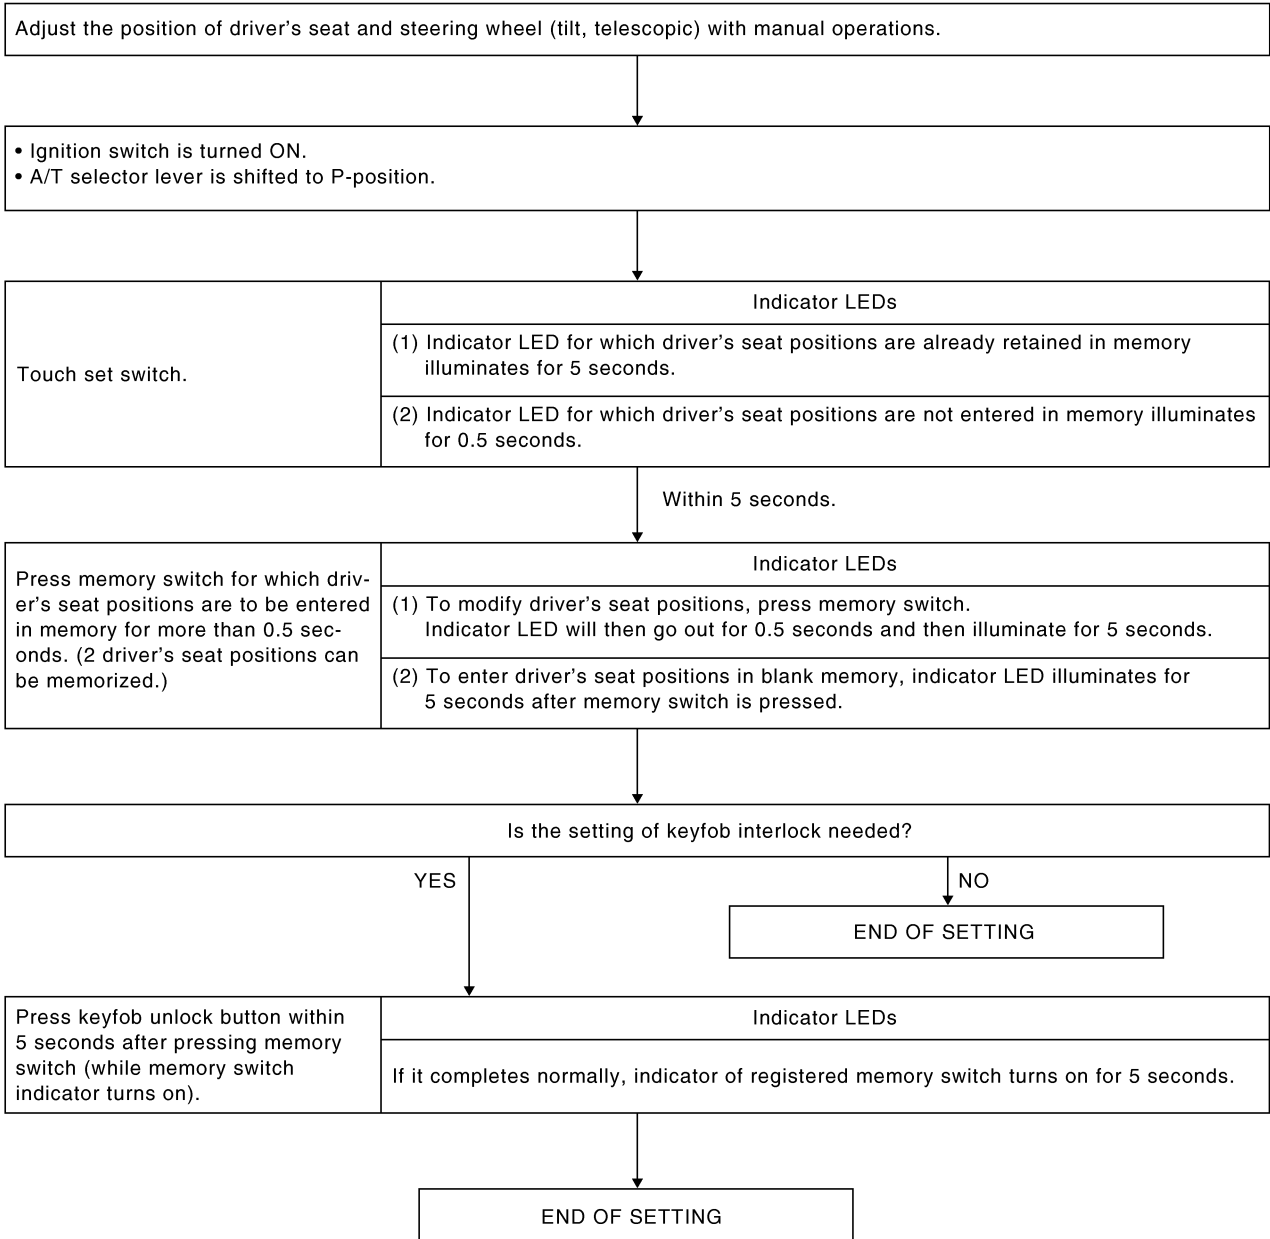 Adjust the position of driver's seat and steering wheel (tilt, telescopic) with manual operations.
• Ignition switch is turned ON.
• A/T selector lever is shifted to P-position.
Touch set switch.
Indicator LEDs
(1) Indicator LED for which driver's seat positions are already retained in memory
illuminates for 5 seconds.
(2) Indicator LED for which driver's seat positions are not entered in memory illuminates
for 0.5 seconds.
Within 5 seconds.
Press memory switch for which driv-
er's seat positions are to be entered
in memory for more than 0.5 sec-
onds. (2 driver's seat positions can
be memorized.)
Indicator LEDs
(1) To modify driver's seat positions, press memory switch.
Indicator LED will then go out for 0.5 seconds and then illuminate for 5 seconds.
(2) To enter driver's seat positions in blank memory, indicator LED illuminates for
5 seconds after memory switch is pressed.
Is the setting of keyfob interlock needed?
YES
NO
END OF SETTING
Press keyfob unlock button within
5 seconds after pressing memory
switch (while memory switch
indicator turns on).
Indicator LEDs
If it completes normally, indicator of registered memory switch turns on for 5 seconds.
END OF SETTING